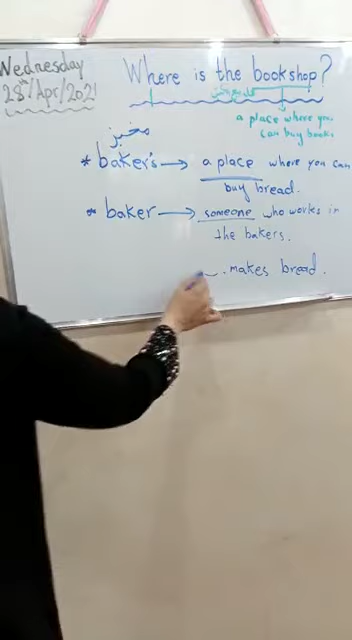 Wednesday
28th/Apr/2021
Where is the bookshop?
a place where you
can buy books
مخبز
* baker's → a place where you can
buy bread.
* baker → someone who works in
the bakers.
makes bread.